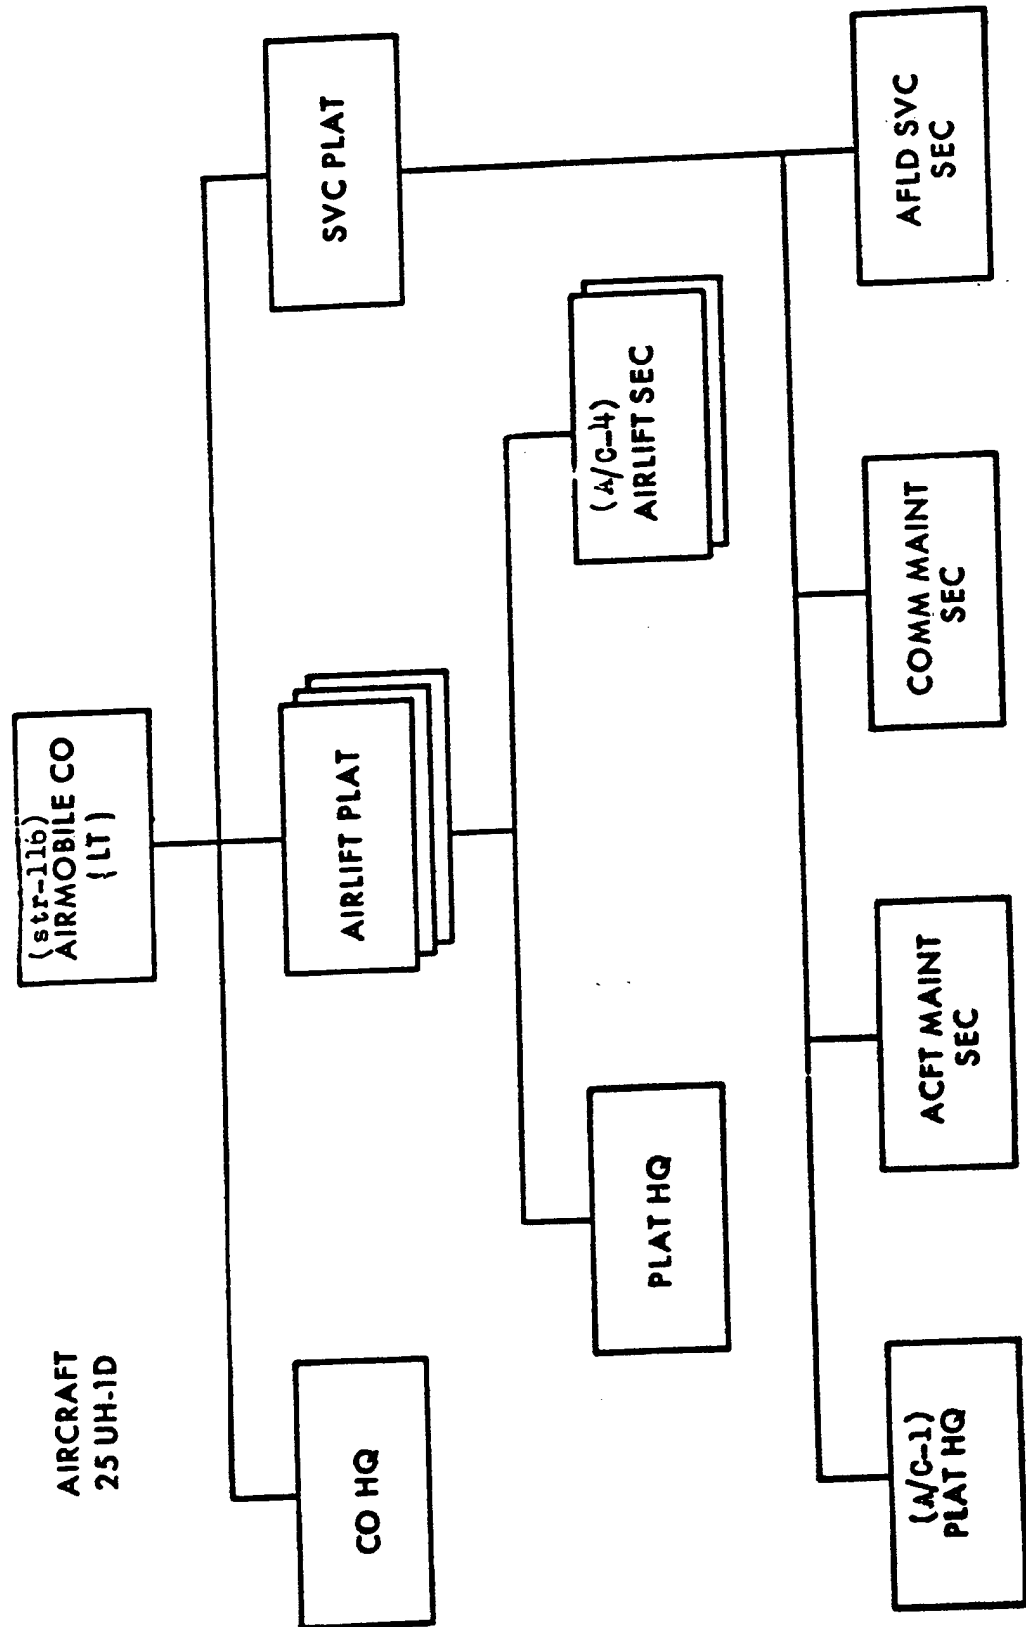 AIRCRAFT
25 UH-1D
(str-116)
AIRMOBILE CO
(LT)
CO HQ
AIRLIFT PLAT
SVC PLAT
PLAT HQ
(A/C-4)
AIRLIFT SEC
(A/C-1)
PLAT HQ
ACFT MAINT
SEC
COMM MAINT
SEC
AFLD SVC
SEC